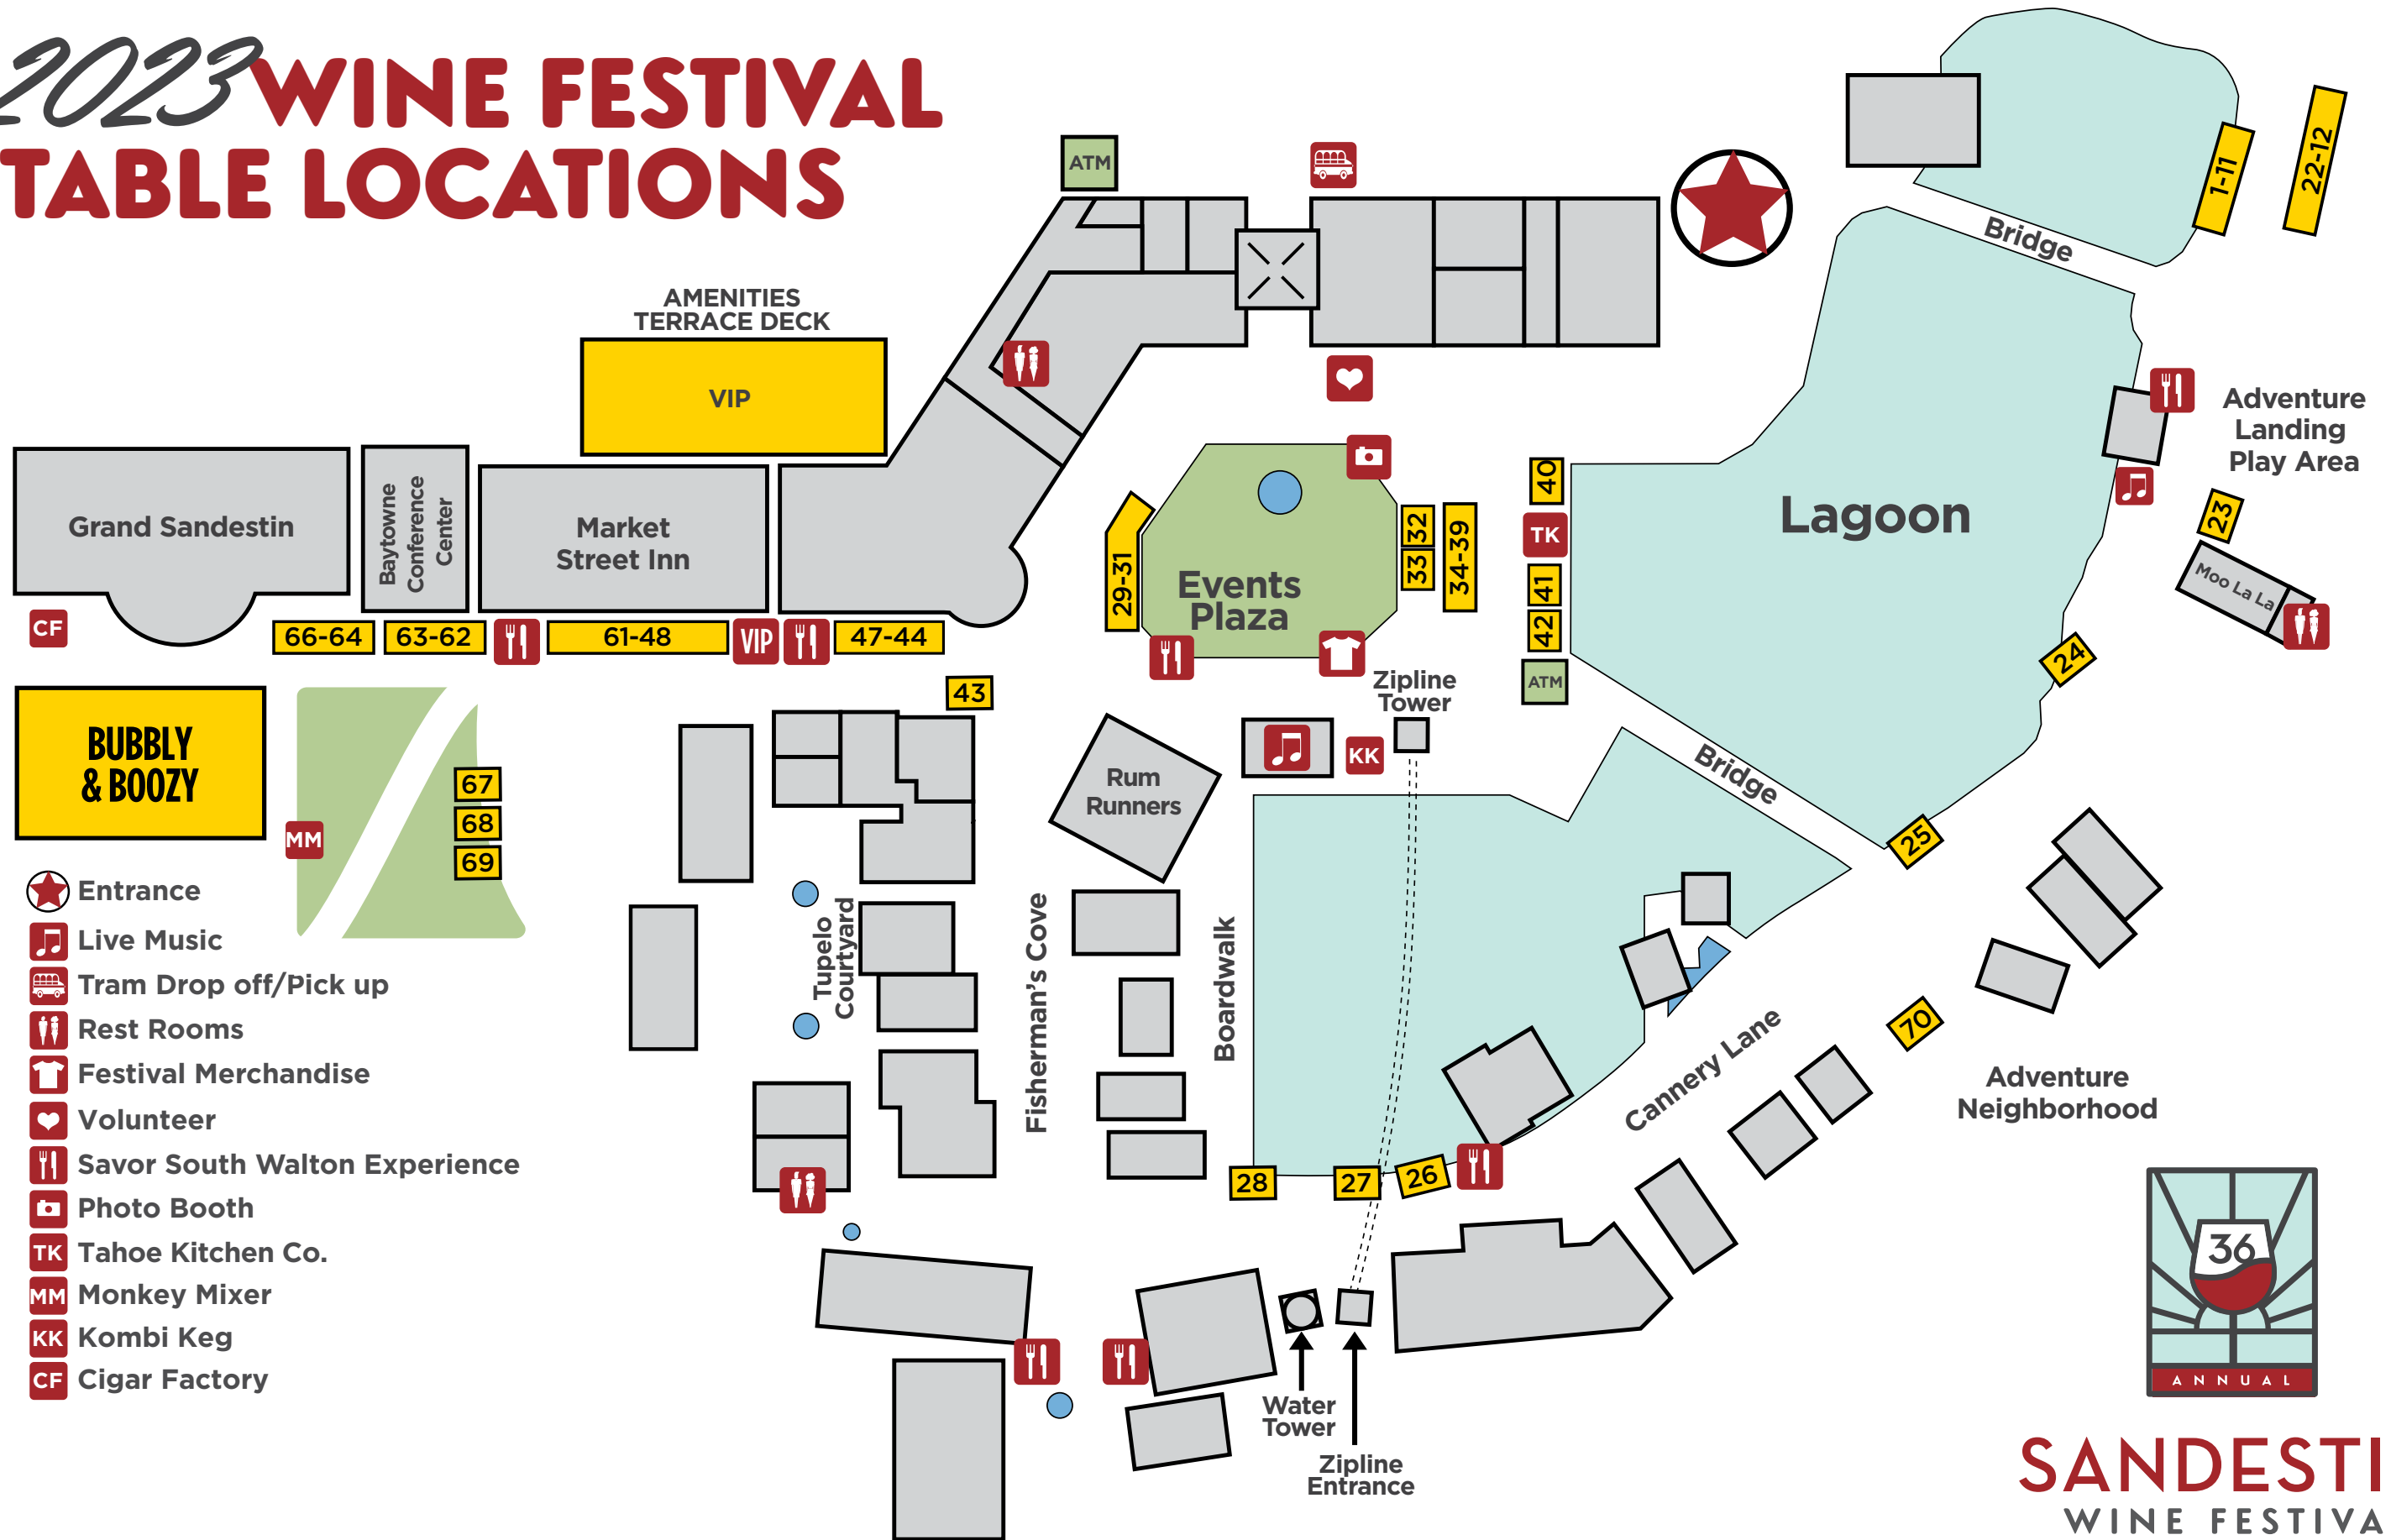 2023 WINE FESTIVAL
TABLE LOCATIONS
ATM
1-11
22-12
Bridge
AMENITIES
TERRACE DECK
VIP
Adventure
Landing
Play Area
Grand Sandestin
Baytowne
Conference
Center
Market
Street Inn
Events
Plaza
29-31
32
33
34-39
40
TK
41
42
ATM
Lagoon
23
Moo La La
24
CF
66-64
63-62
61-48
VIP
47-44
43
Zipline
Tower
BUBBLY
& BOOZY
MM
67
68
69
Rum
Runners
KK
Bridge
25
Tupelo
Courtyard
Fisherman's Cove
Boardwalk
Cannery Lane
70
Adventure
Neighborhood
28
27
26
Water
Tower
Zipline
Entrance
Entrance
Live Music
Tram Drop off/Pick up
Rest Rooms
Festival Merchandise
Volunteer
Savor South Walton Experience
Photo Booth
TK Tahoe Kitchen Co.
MM Monkey Mixer
KK Kombi Keg
CF Cigar Factory
36
ANNUAL
SANDESTI
WINE FESTIVA